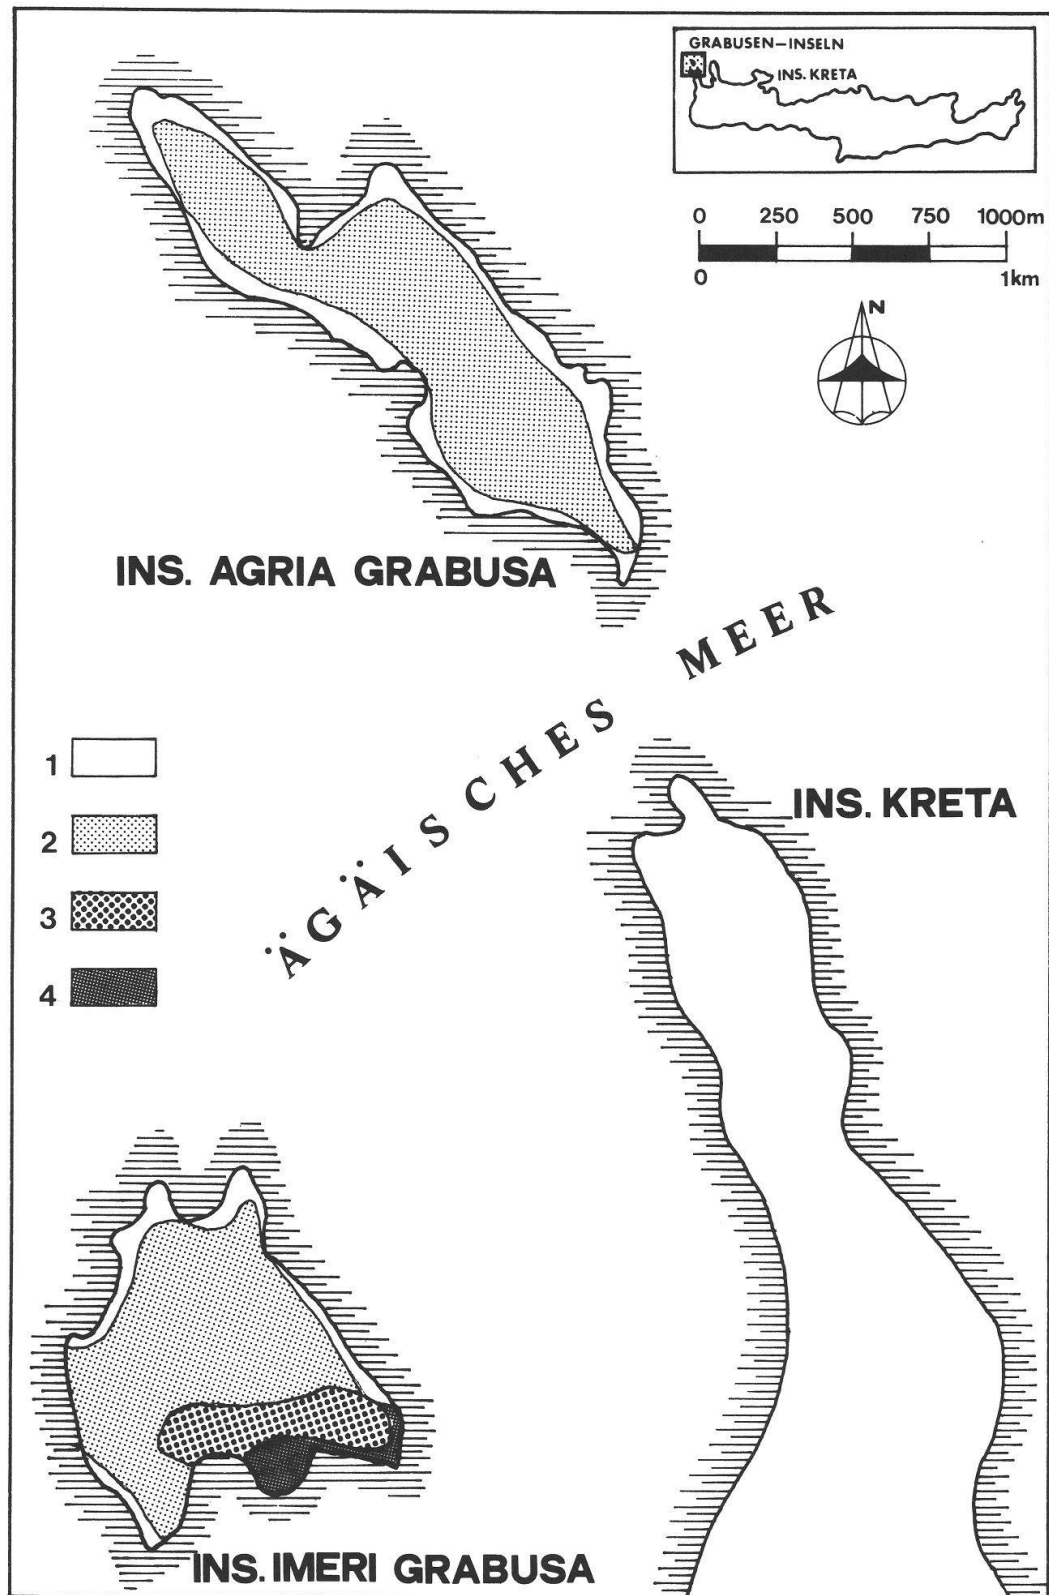 GRABUSEN-INSELN
INS. KRETA
0 250 500 750 1000m
0 1km
N
INS. AGRIA GRABUSA
ÄGÄISCHES MEER
1
2
3
4
INS. KRETA
INS. IMERI GRABUSA